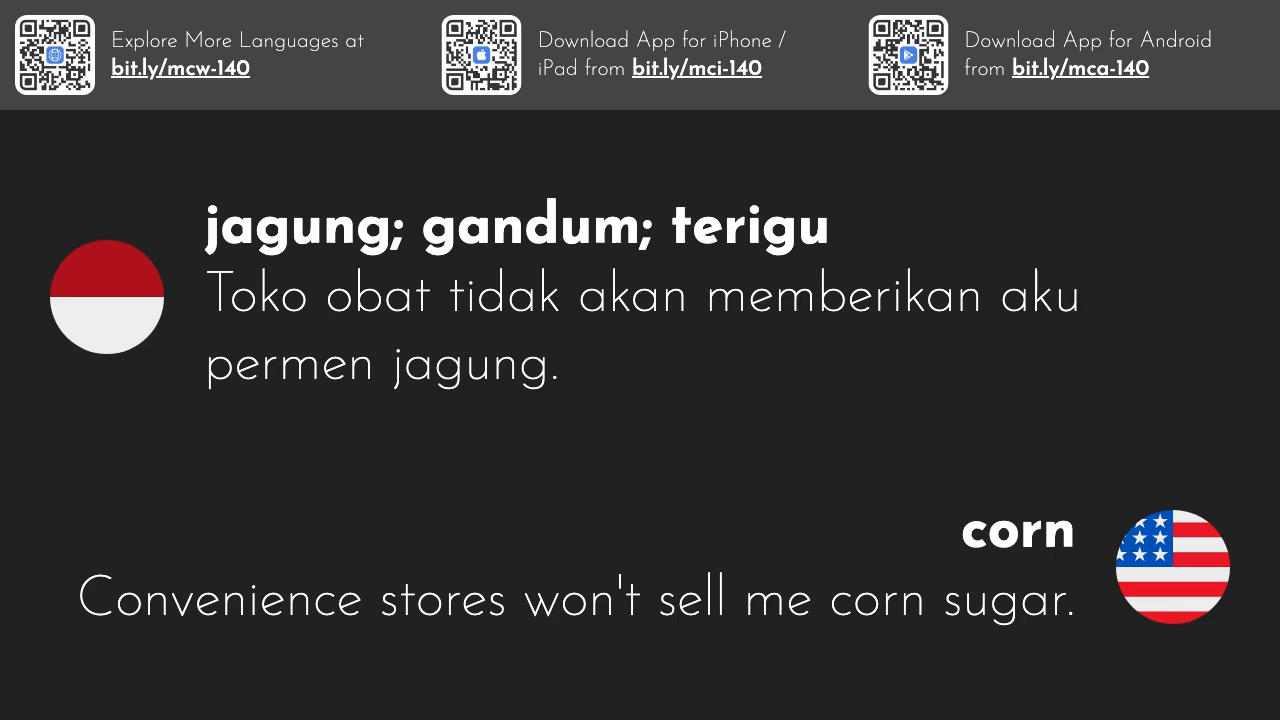 Explore More Languages at
bit.ly/mcw-140
Download App for iPhone /
iPad from bit.ly/mci-140
Download App for Android
from bit.ly/mca-140
jagung; gandum; terigu
Toko obat tidak akan memberikan aku
permen jagung.
corn
Convenience stores won't sell me corn sugar.